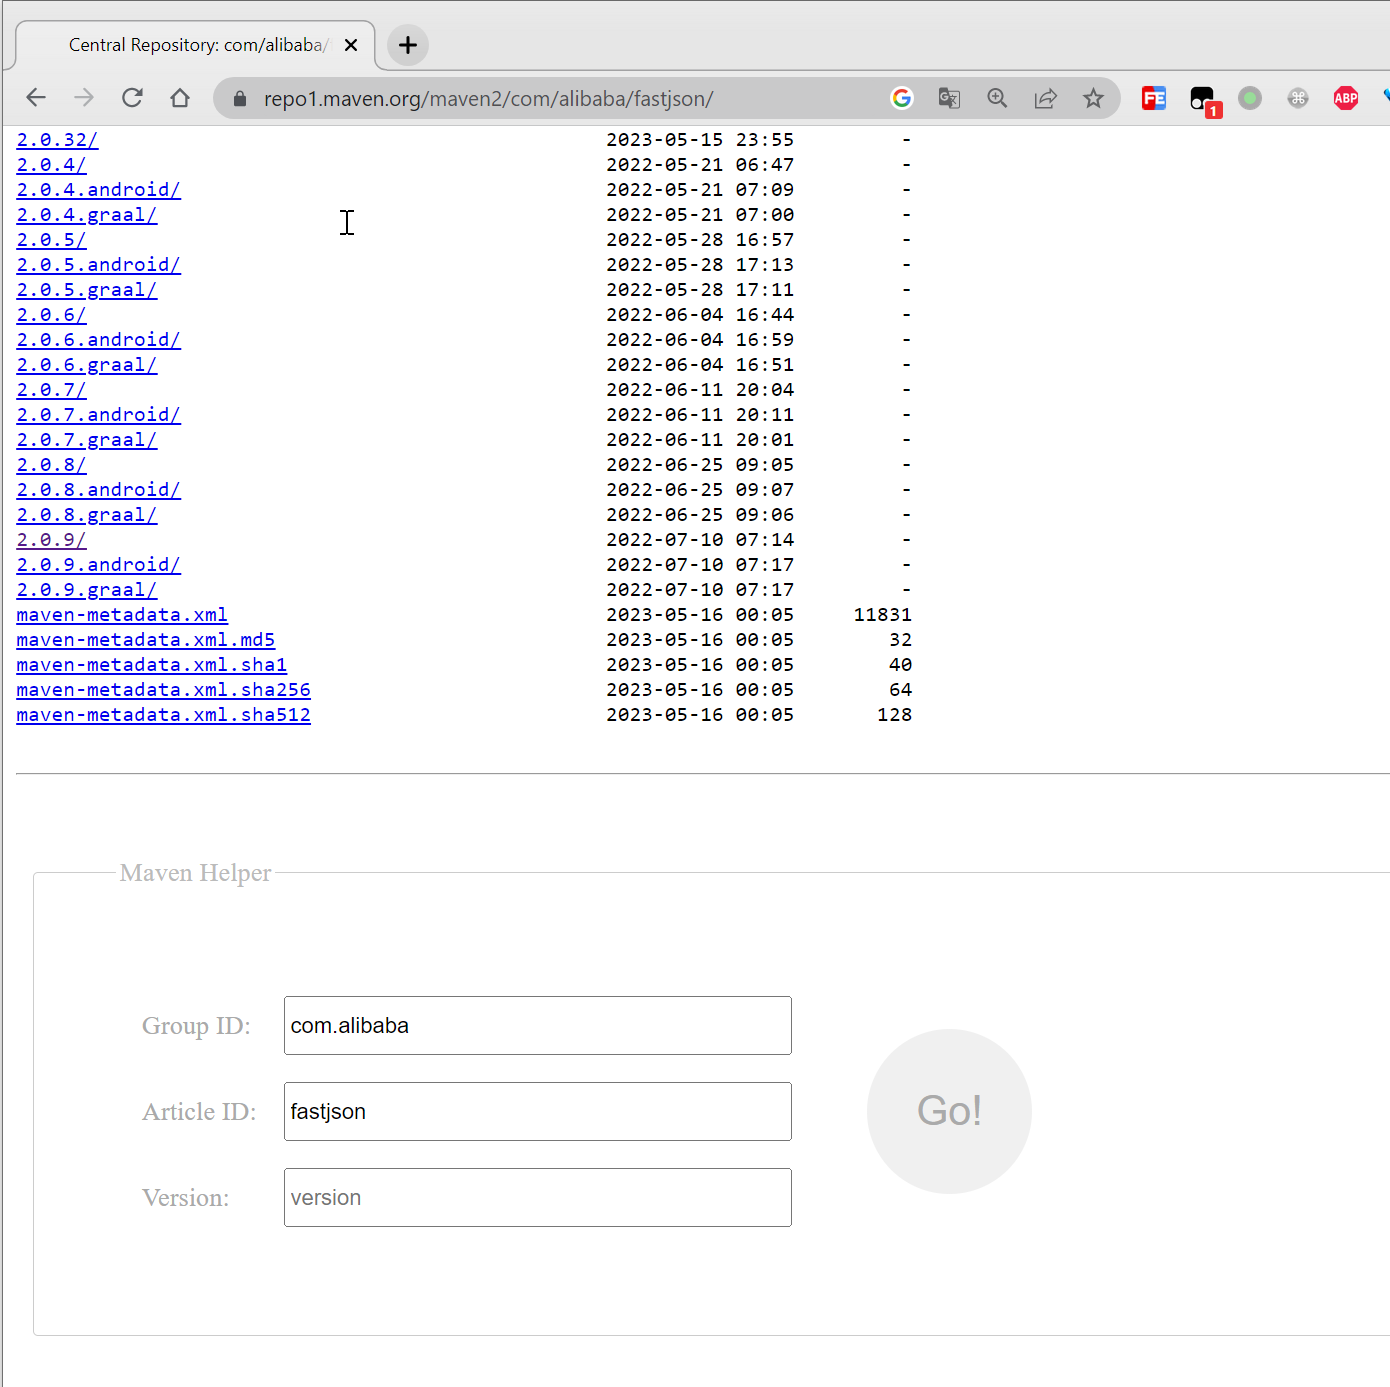 Central Repository: com/alibaba/
repo1.maven.org/maven2/com/alibaba/fastjson/
FE
1
ABP
2.0.32/ 2023-05-15 23:55 -
2.0.4/ 2022-05-21 06:47 -
2.0.4.android/ 2022-05-21 07:09 -
2.0.4.graal/ 2022-05-21 07:00 -
2.0.5/ 2022-05-28 16:57 -
2.0.5.android/ 2022-05-28 17:13 -
2.0.5.graal/ 2022-05-28 17:11 -
2.0.6/ 2022-06-04 16:44 -
2.0.6.android/ 2022-06-04 16:59 -
2.0.6.graal/ 2022-06-04 16:51 -
2.0.7/ 2022-06-11 20:04 -
2.0.7.android/ 2022-06-11 20:11 -
2.0.7.graal/ 2022-06-11 20:01 -
2.0.8/ 2022-06-25 09:05 -
2.0.8.android/ 2022-06-25 09:07 -
2.0.8.graal/ 2022-06-25 09:06 -
2.0.9/ 2022-07-10 07:14 -
2.0.9.android/ 2022-07-10 07:17 -
2.0.9.graal/ 2022-07-10 07:17 -
maven-metadata.xml 2023-05-16 00:05 11831
maven-metadata.xml.md5 2023-05-16 00:05 32
maven-metadata.xml.sha1 2023-05-16 00:05 40
maven-metadata.xml.sha256 2023-05-16 00:05 64
maven-metadata.xml.sha512 2023-05-16 00:05 128
Maven Helper
Group ID: com.alibaba
Article ID: fastjson
Go!
Version: version